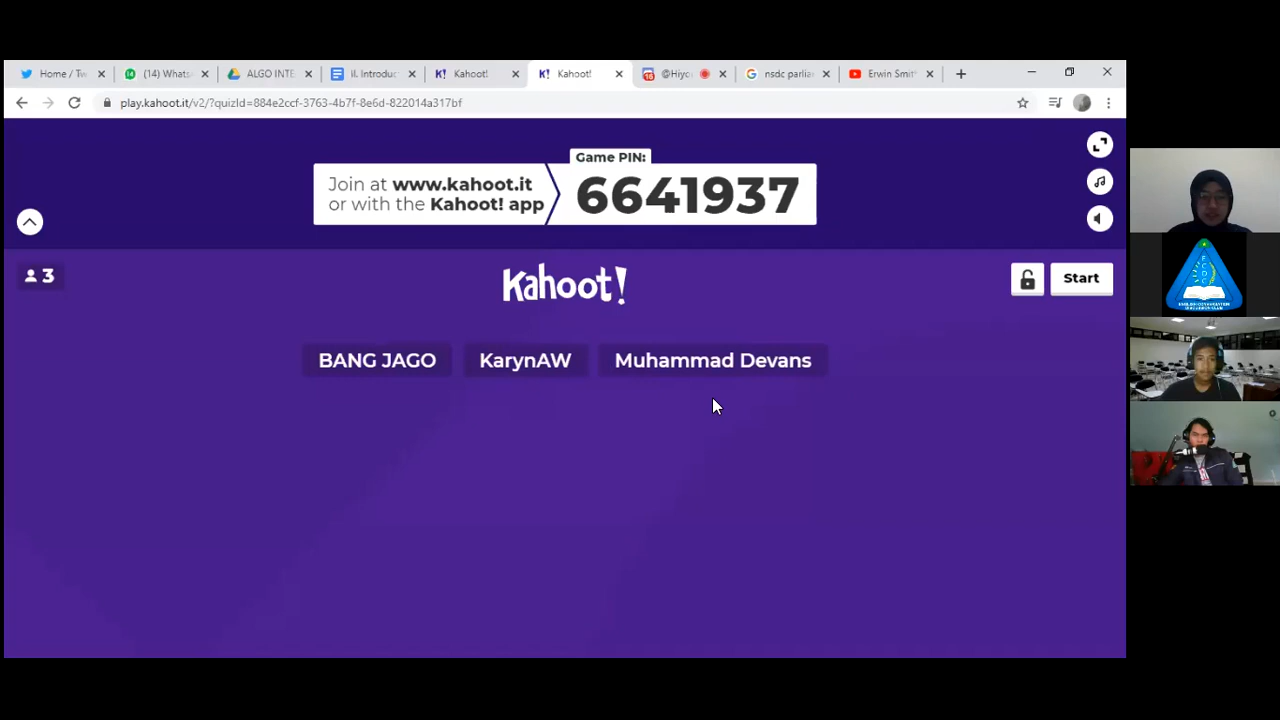 Home / Tw
(14) Whats
ALGO INTE
II. Introduc
Kahoot!
Kahoot!
@Hiyo
nsdc parlia
Erwin Smit
play.kahoot.it/v2/?quizId=884e2ccf-3763-4b7f-8e6d-822014a317bf
Game PIN:
Join at www.kahoot.it
or with the Kahoot! app
6641937
3
Kahoot!
Start
BANG JAGO
KarynAW
Muhammad Devans